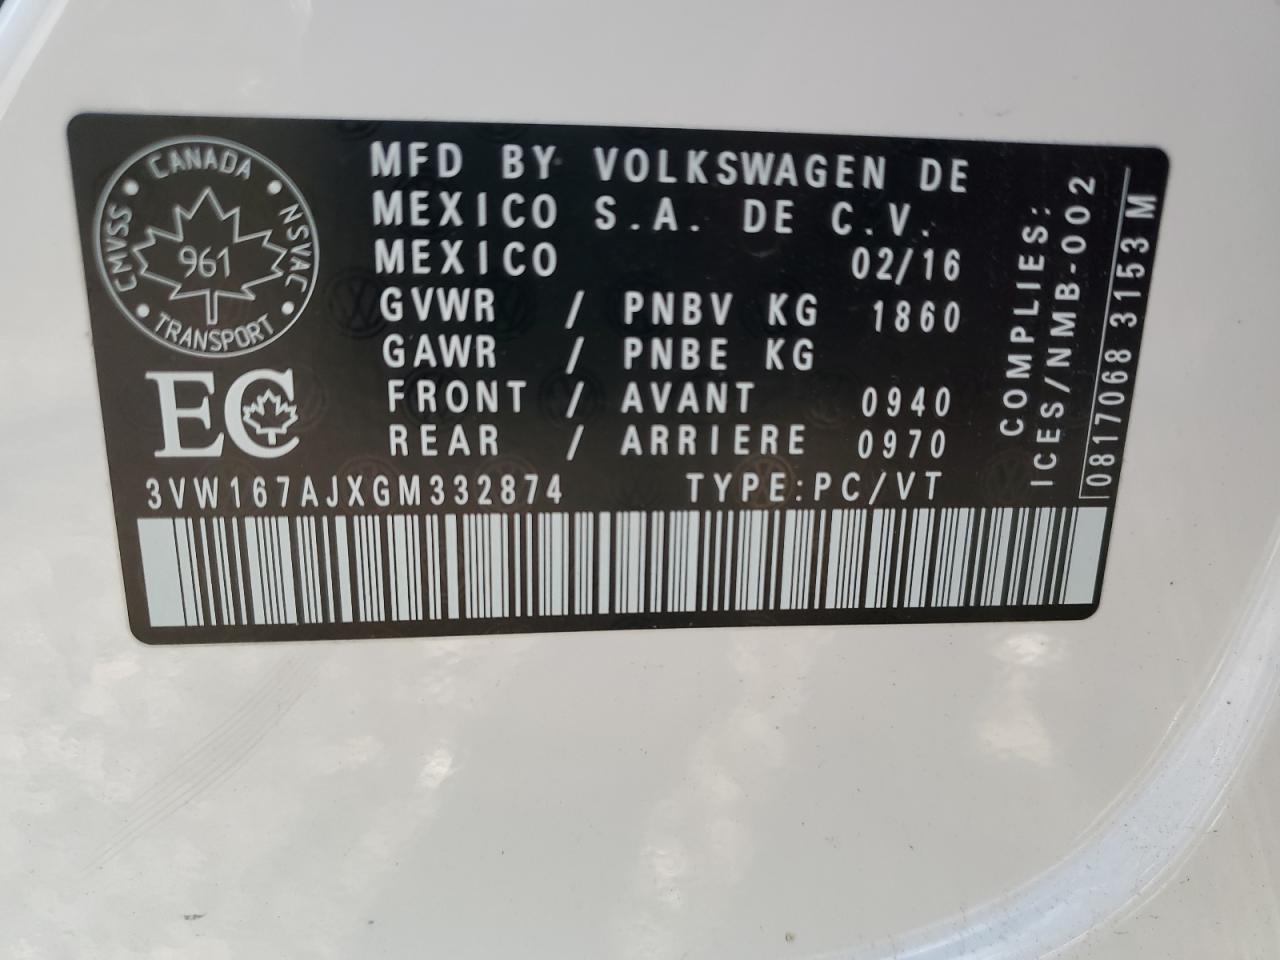 CANADA
CMVSS
NSVAC
961
TRANSPORT
EC
MFD BY VOLKSWAGEN DE
MEXICO S.A. DE C.V.
MEXICO 02/16
GVWR / PNBV KG 1860
GAWR / PNBE KG
FRONT / AVANT 0940
REAR / ARRIERE 0970
3VW167AJXGM332874 TYPE:PC/VT
COMPLIES:
ICES/NMB-002
0817068 3153 M